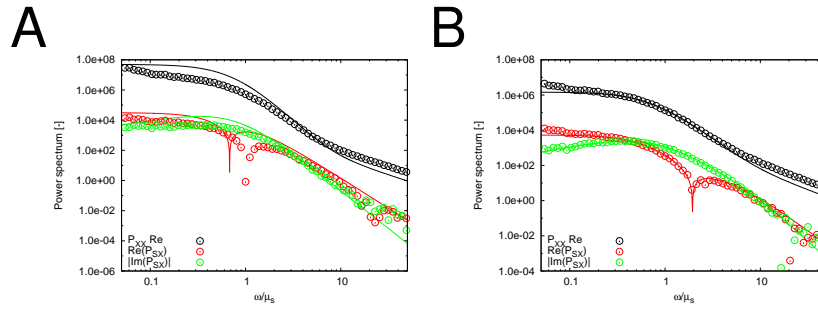 A
B
Power spectrum [-]
1.0e+08
1.0e+06
1.0e+04
1.0e+02
1.0e+00
1.0e-02
1.0e-04
1.0e-06
P_XX Re
Re(P_SX)
|Im(P_SX)|
0.1
1
10
ω/μ_s
Power spectrum [-]
1.0e+08
1.0e+06
1.0e+04
1.0e+02
1.0e+00
1.0e-02
1.0e-04
P_XX Re
Re(P_SX)
|Im(P_SX)|
0.1
1
10
ω/μ_s